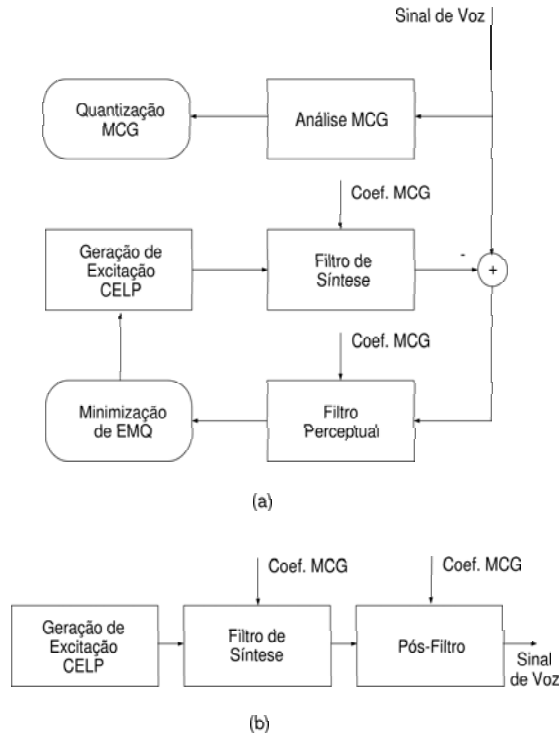 Sinal de Voz
Quantização
MCG
Análise MCG
Coef. MCG
Geração de
Excitação
CELP
Filtro de
Síntese
-
+
Coef. MCG
Minimização
de EMQ
Filtro
Perceptual
(a)
Coef. MCG
Coef. MCG
Geração de
Excitação
CELP
Filtro de
Síntese
Pós-Filtro
Sinal
de Voz
(b)